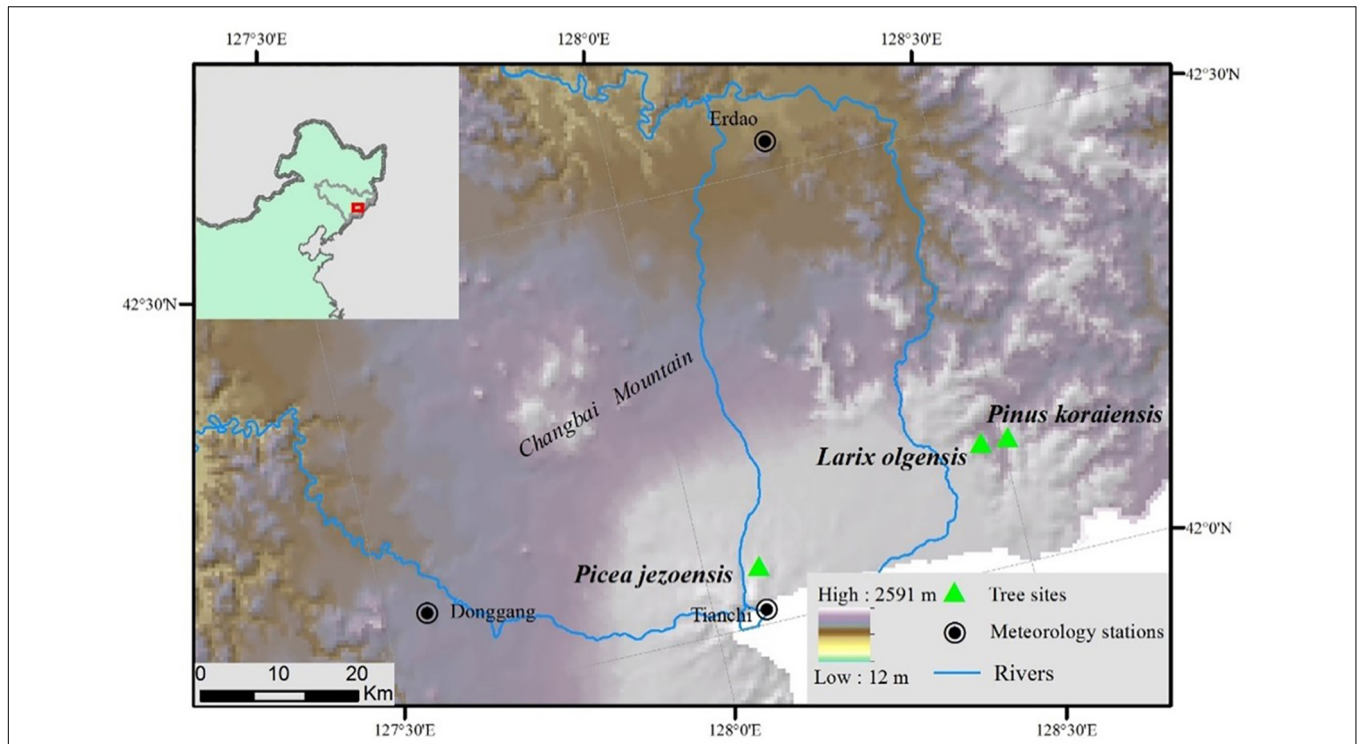 127°30'E 128°0'E 128°30'E
42°30'N
Erdao
42°30'N
Changbai Mountain
Pinus koraiensis
Larix olgensis
42°0'N
Picea jezoensis
Donggang
Tianchi
High : 2591 m
Low : 12 m
Tree sites
Meteorology stations
Rivers
0 10 20
Km
127°30'E 128°0'E 128°30'E